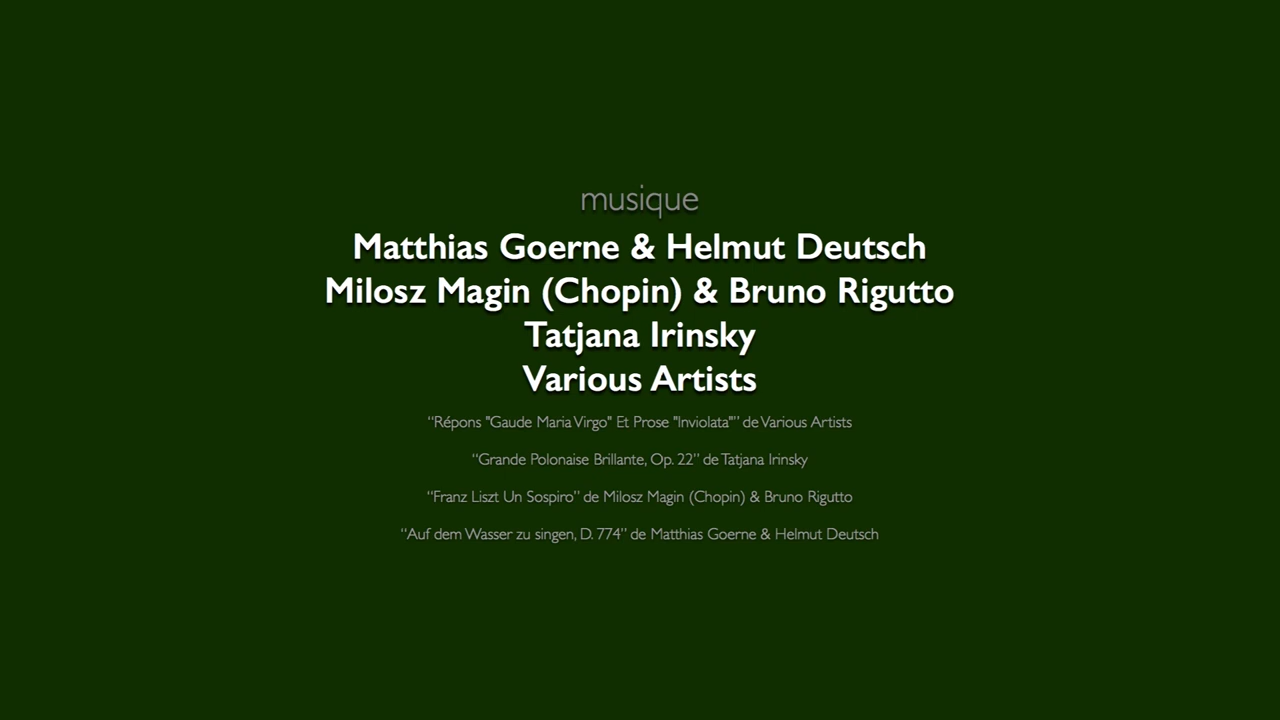 musique
Matthias Goerne & Helmut Deutsch
Milosz Magin (Chopin) & Bruno Rigutto
Tatjana Irinsky
Various Artists
“Répons "Gaude Maria Virgo" Et Prose "Inviolata"” de Various Artists
“Grande Polonaise Brillante, Op. 22” de Tatjana Irinsky
“Franz Liszt Un Sospiro” de Milosz Magin (Chopin) & Bruno Rigutto
“Auf dem Wasser zu singen, D. 774” de Matthias Goerne & Helmut Deutsch